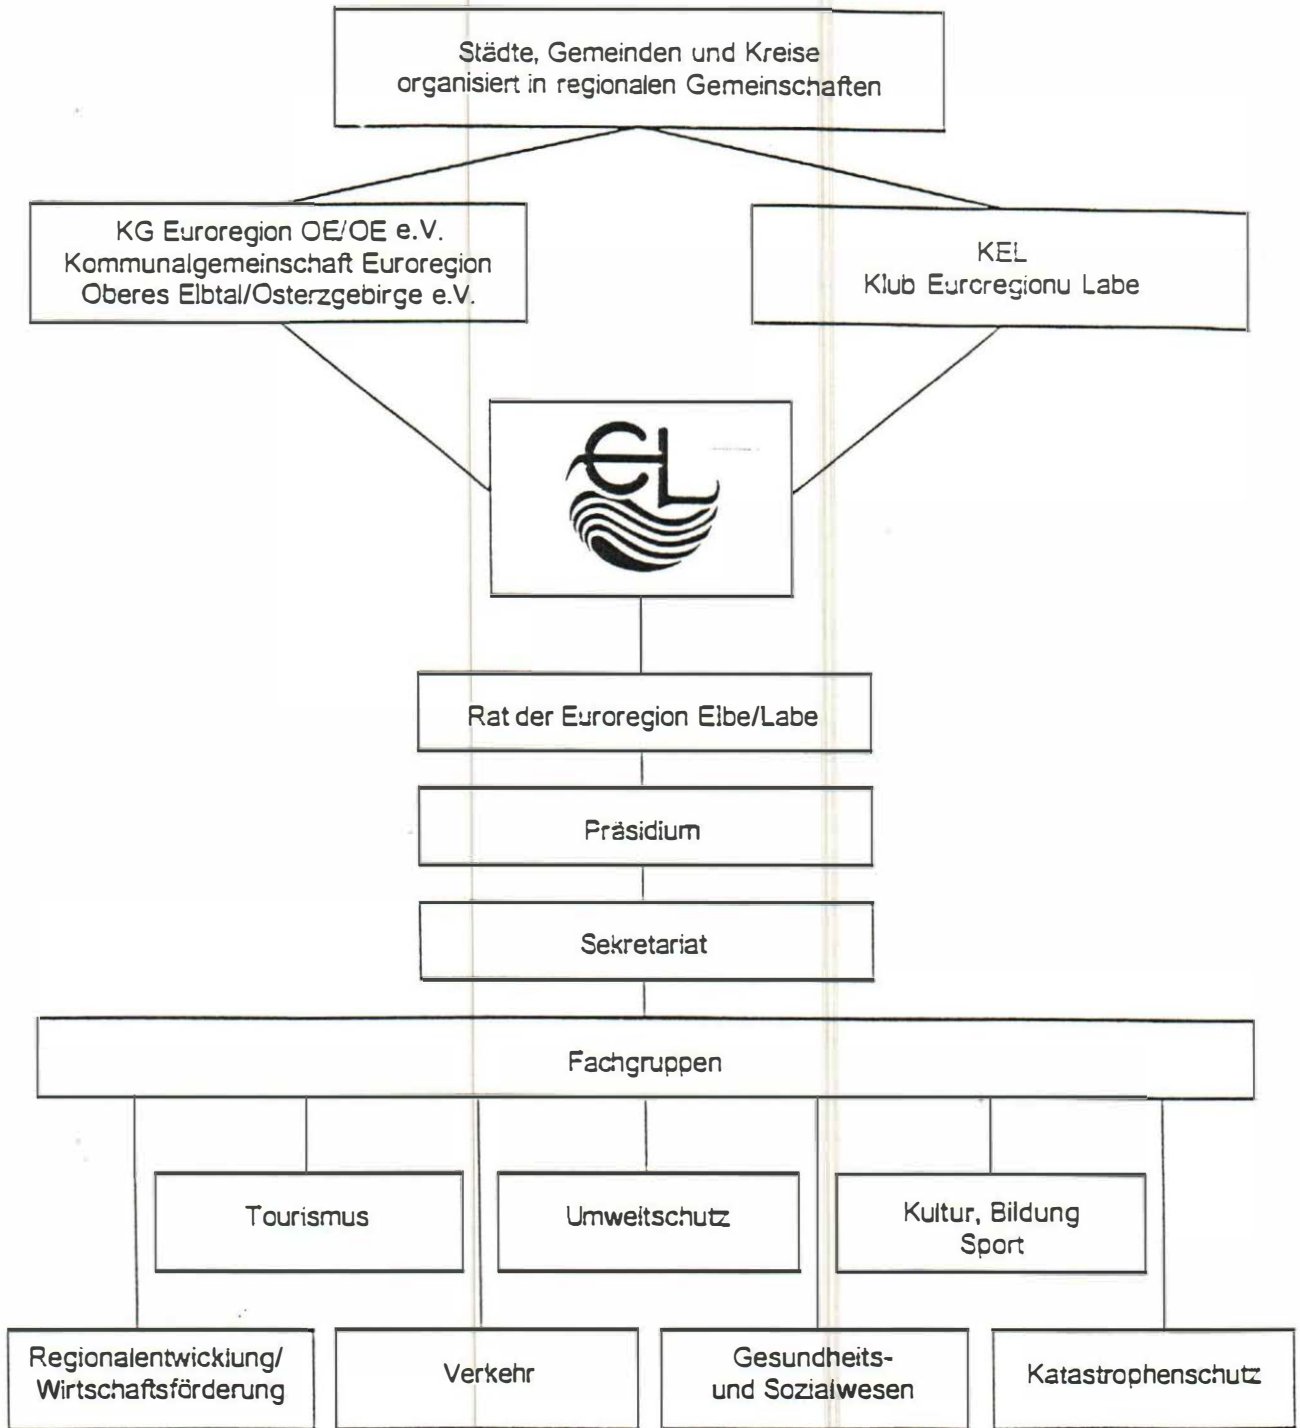 Städte, Gemeinden und Kreise
organisiert in regionalen Gemeinschaften
KG Euroregion OE/OE e.V.
Kommunalgemeinschaft Euroregion
Oberes Elbtal/Osterzgebirge e.V.
KEL
Klub Euroregionu Labe
EL
Rat der Euroregion Elbe/Labe
Präsidium
Sekretariat
Fachgruppen
Tourismus
Umweltschutz
Kultur, Bildung
Sport
Regionalentwicklung/
Wirtschaftsförderung
Verkehr
Gesundheits-
und Sozialwesen
Katastrophenschutz